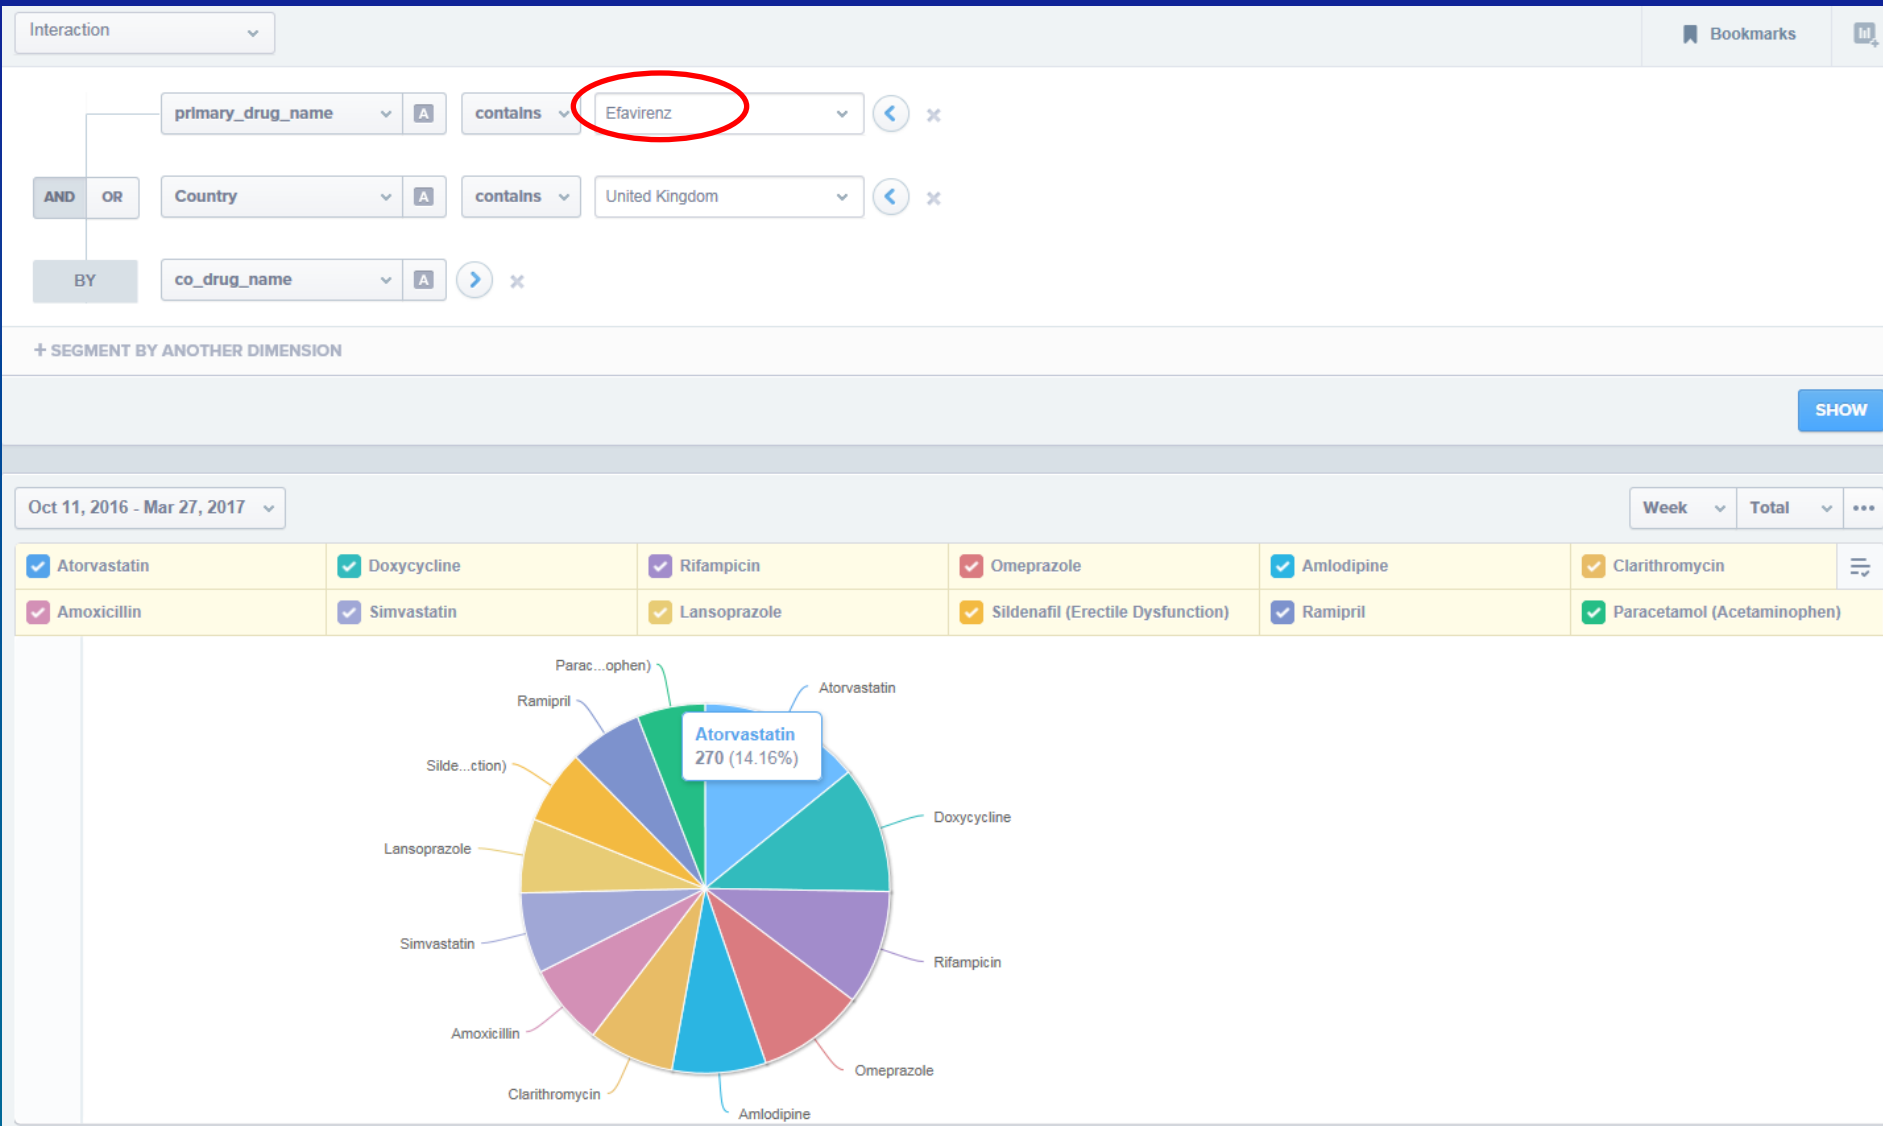 Interaction
Bookmarks
primary_drug_name A contains Efavirenz
AND OR Country A contains United Kingdom
BY co_drug_name A
+ SEGMENT BY ANOTHER DIMENSION
SHOW
Oct 11, 2016 - Mar 27, 2017 Week Total
Atorvastatin Doxycycline Rifampicin Omeprazole Amlodipine Clarithromycin
Amoxicillin Simvastatin Lansoprazole Sildenafil (Erectile Dysfunction) Ramipril Paracetamol (Acetaminophen)
Parac...ophen)
Atorvastatin
Ramipril
Atorvastatin
270 (14.16%)
Silde...ction)
Doxycycline
Lansoprazole
Simvastatin
Rifampicin
Amoxicillin
Omeprazole
Clarithromycin
Amlodipine